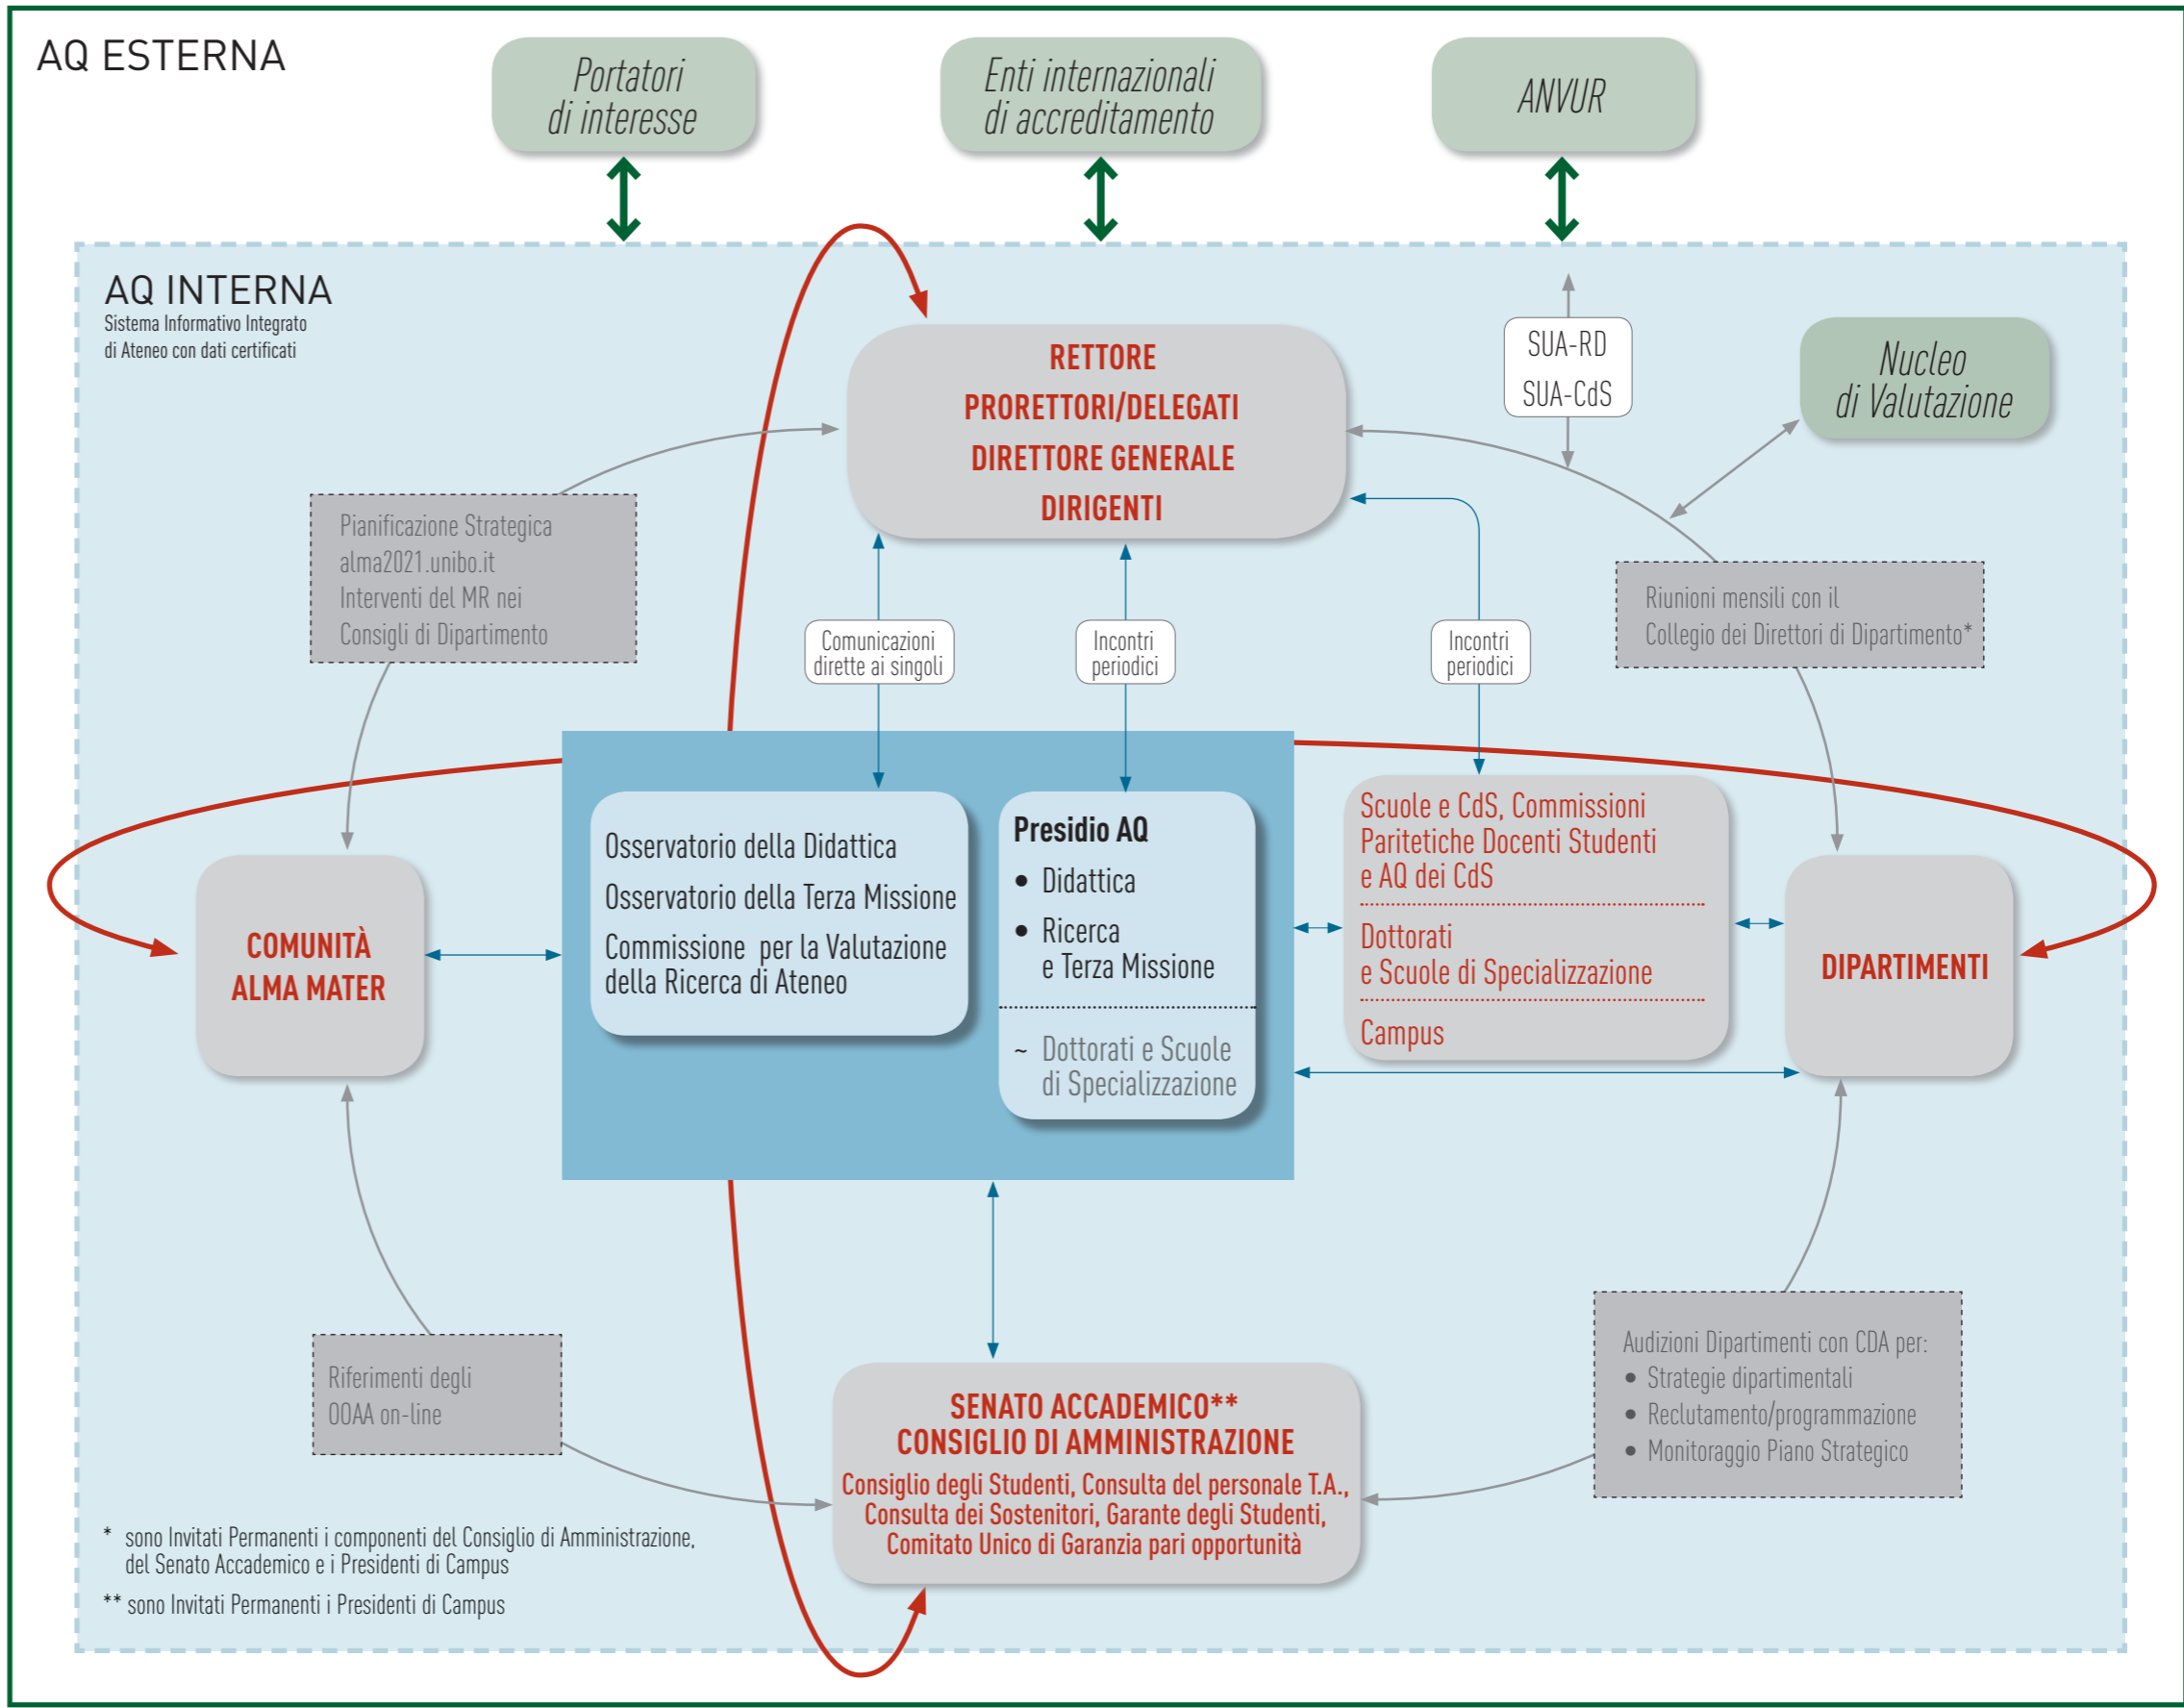 AQ ESTERNA
Portatori
di interesse
Enti internazionali
di accreditamento
ANVUR
AQ INTERNA
Sistema Informativo Integrato
di Ateneo con dati certificati
RETTORE
PRORETTORI/DELEGATI
DIRETTORE GENERALE
DIRIGENTI
SUA-RD
SUA-CdS
Nucleo
di Valutazione
Pianificazione Strategica
alma2021.unibo.it
Interventi del MR nei
Consigli di Dipartimento
Comunicazioni
dirette ai singoli
Incontri
periodici
Incontri
periodici
Riunioni mensili con il
Collegio dei Direttori di Dipartimento*
COMUNITÀ
ALMA MATER
Osservatorio della Didattica
Osservatorio della Terza Missione
Commissione per la Valutazione
della Ricerca di Ateneo
Presidio AQ
• Didattica
• Ricerca
e Terza Missione
~ Dottorati e Scuole
di Specializzazione
Scuole e CdS, Commissioni
Paritetiche Docenti Studenti
e AQ dei CdS
Dottorati
e Scuole di Specializzazione
Campus
DIPARTIMENTI
Riferimenti degli
OOAA on-line
SENATO ACCADEMICO**
CONSIGLIO DI AMMINISTRAZIONE
Consiglio degli Studenti, Consulta del personale T.A.,
Consulta dei Sostenitori, Garante degli Studenti,
Comitato Unico di Garanzia pari opportunità
Audizioni Dipartimenti con CDA per:
• Strategie dipartimentali
• Reclutamento/programmazione
• Monitoraggio Piano Strategico
* sono Invitati Permanenti i componenti del Consiglio di Amministrazione,
del Senato Accademico e i Presidenti di Campus
** sono Invitati Permanenti i Presidenti di Campus